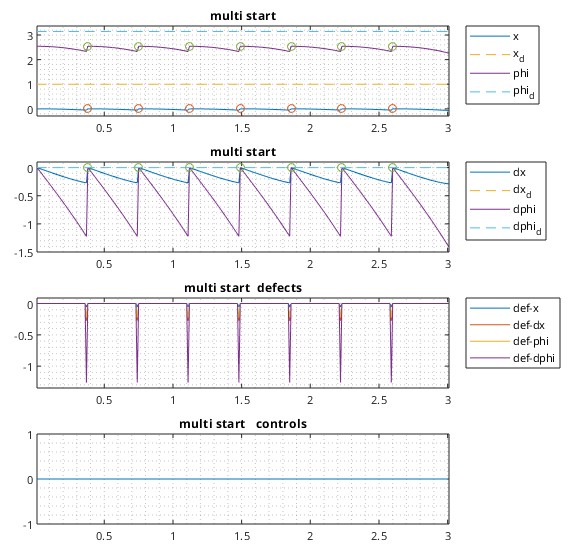 multi start
3
2
1
0
0.5 1 1.5 2 2.5 3
x
x_d
phi
phi_d
multi start
0
-0.5
-1
-1.5
0.5 1 1.5 2 2.5 3
dx
dx_d
dphi
dphi_d
multi start defects
0
-0.5
-1
0.5 1 1.5 2 2.5 3
def-x
def-dx
def-phi
def-dphi
multi start controls
1
0
-1
0.5 1 1.5 2 2.5 3